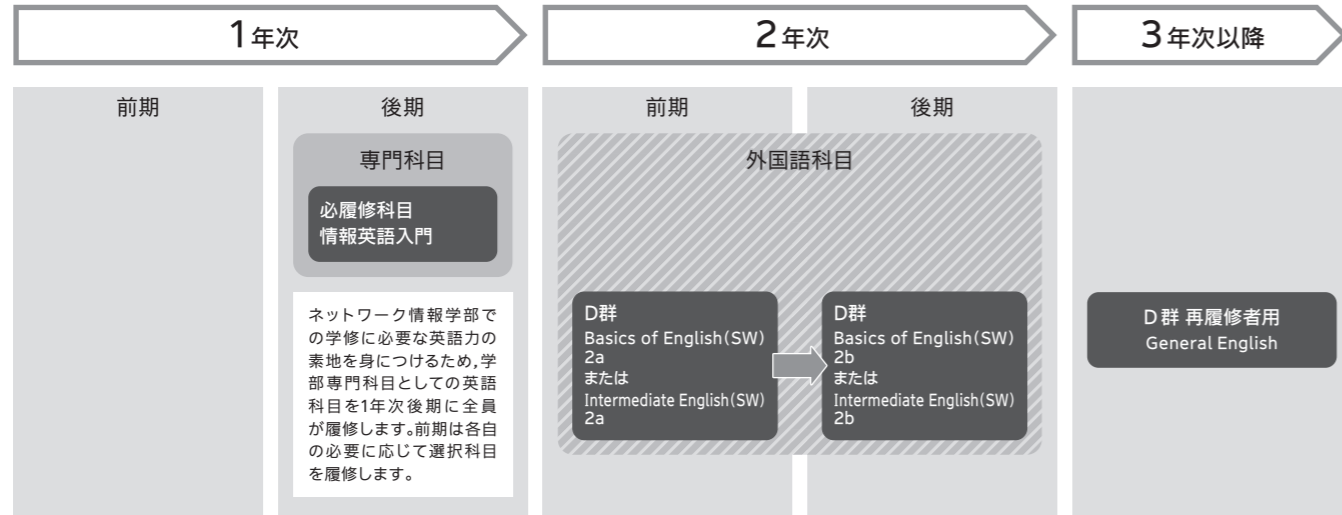 1年次
2年次
3年次以降
前期
後期
前期
後期
専門科目
必履修科目
情報英語入門
ネットワーク情報学部で
の学修に必要な英語力の
素地を身につけるため,学
部専門科目としての英語
科目を1年次後期に全員
が履修します。前期は各自
の必要に応じて選択科目
を履修します。
外国語科目
D群
Basics of English(SW)
2a
または
Intermediate English(SW)
2a
D群
Basics of English(SW)
2b
または
Intermediate English(SW)
2b
D群 再履修者用
General English